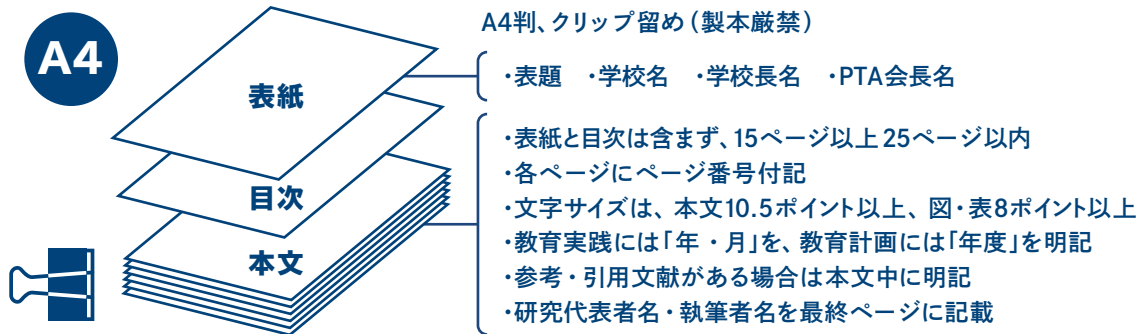 A4
A4判、クリップ留め（製本厳禁）
表紙
・表題　・学校名　・学校長名　・PTA会長名
目次
本文
・表紙と目次は含まず、15ページ以上25ページ以内
・各ページにページ番号付記
・文字サイズは、本文10.5ポイント以上、図・表8ポイント以上
・教育実践には「年・月」を、教育計画には「年度」を明記
・参考・引用文献がある場合は本文中に明記
・研究代表者名・執筆者名を最終ページに記載